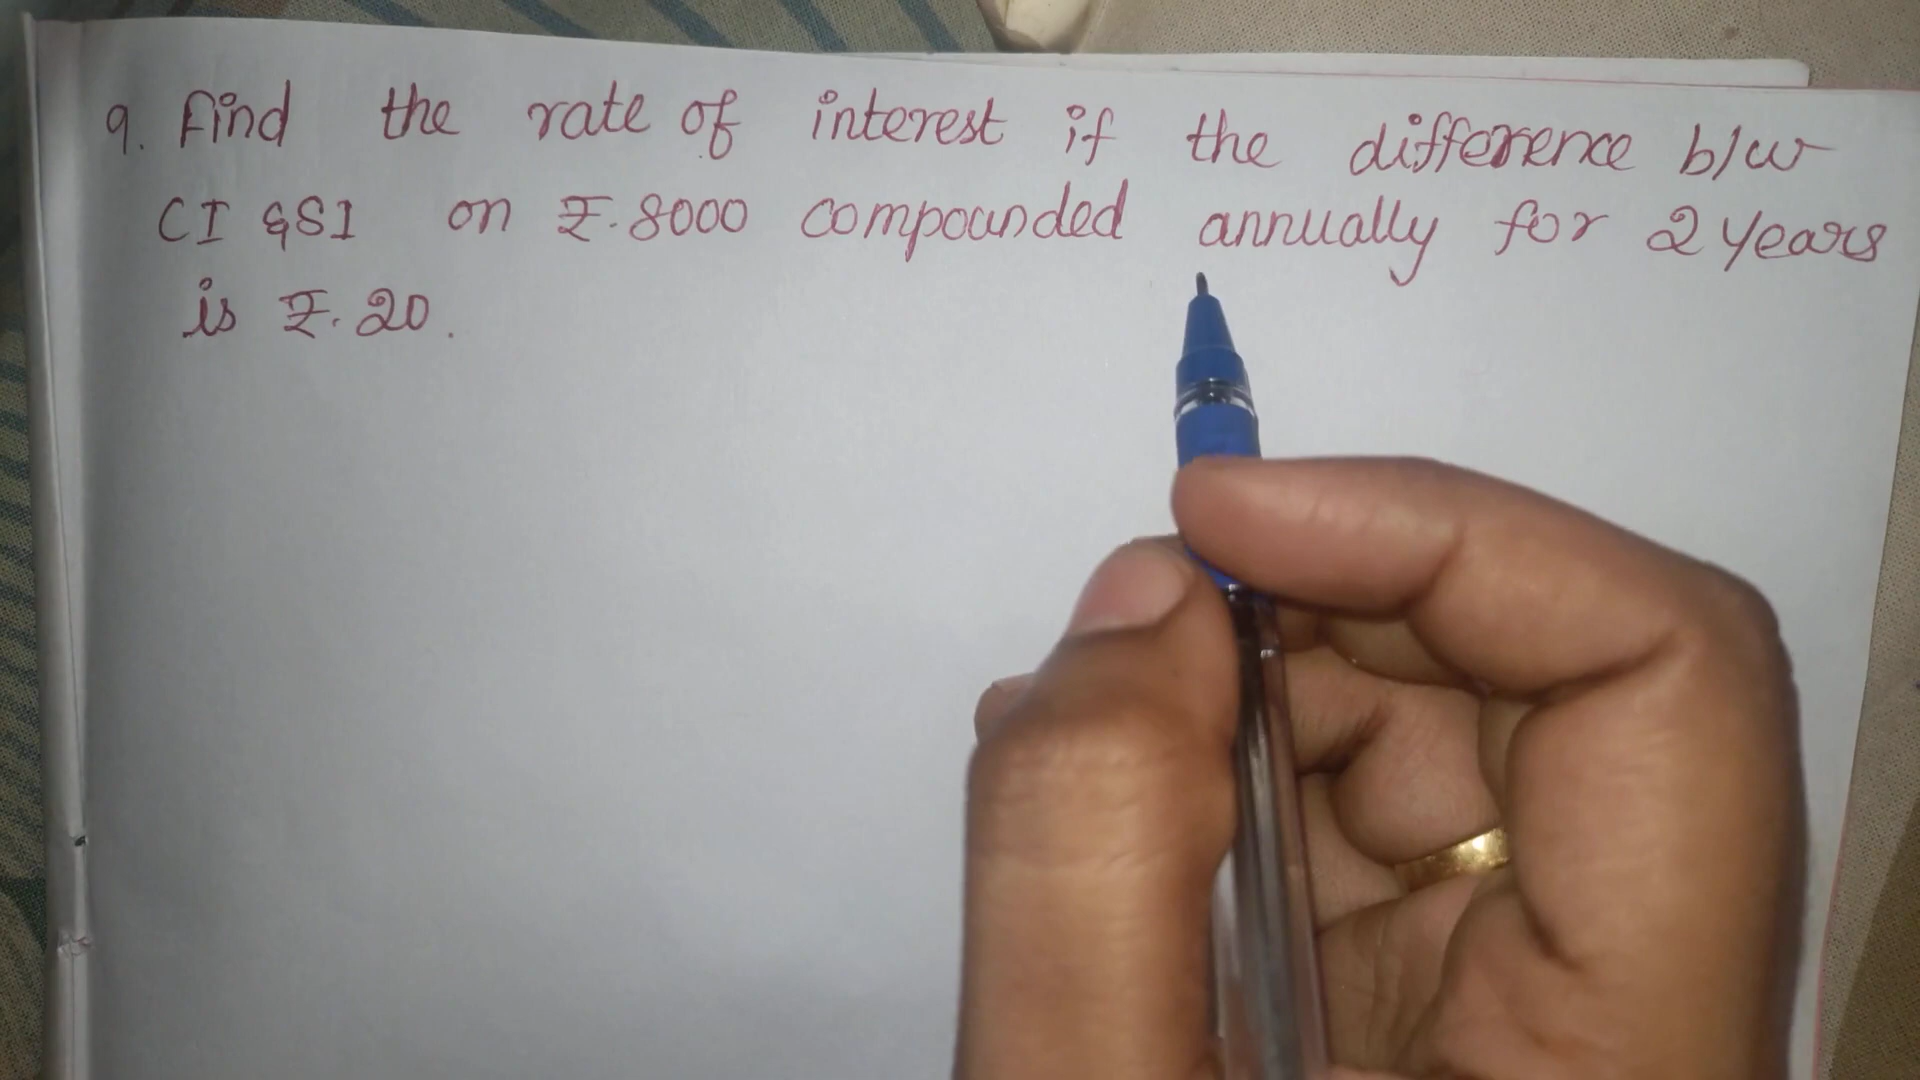 9. Find the rate of interest if the difference b/w
CI & SI on ₹. 8000 compounded annually for 2 years
is ₹. 20.